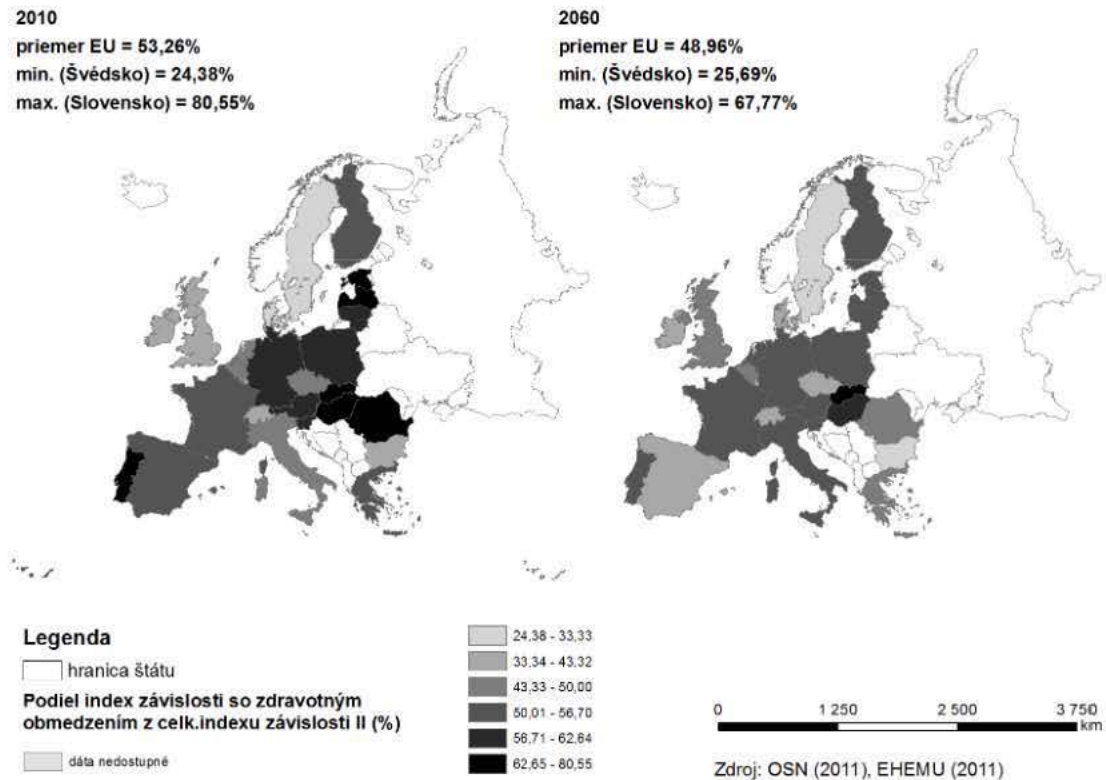 2010
priemer EU = 53,26%
min. (Švédsko) = 24,38%
max. (Slovensko) = 80,55%
2060
priemer EU = 48,96%
min. (Švédsko) = 25,69%
max. (Slovensko) = 67,77%
Legenda
hranica štátu
Podiel index závislosti so zdravotným
obmedzením z celk.indexu závislosti II (%)
dáta nedostupné
24,38 - 33,33
33,34 - 43,32
43,33 - 50,00
50,01 - 56,70
56,71 - 62,64
62,65 - 80,55
0 1 250 2 500 3 750
km
Zdroj: OSN (2011), EHEMU (2011)